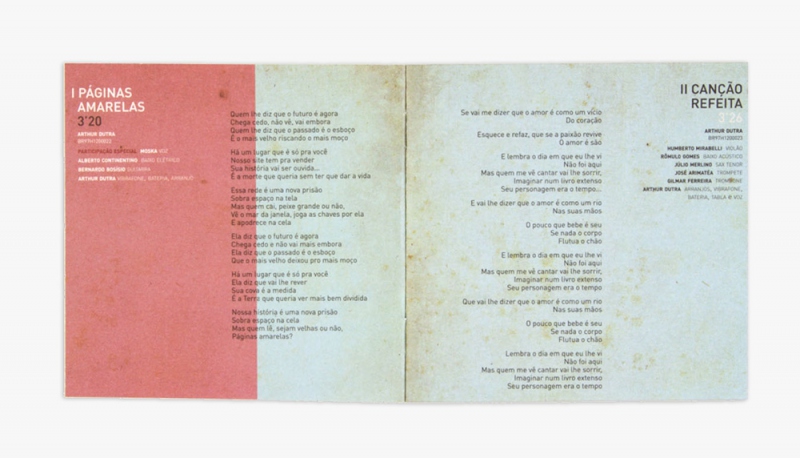 I PÁGINAS
AMARELAS
3'20
ARTHUR DUTRA
PARTICIPAÇÃO ESPECIAL MOSKA VOZ
ALBERTO CONTINENTINO BAIXO ELÉTRICO
BERNARDO BOSÍSIO GUITARRA
ARTHUR DUTRA VIBRAFONE, BATERIA, ARRANJO
Quem lhe diz que o futuro é agora
Chega cedo, não vê, vai embora
Quem lhe diz que o passado é o esboço
É o mais velho riscando o mais moço
Há um lugar que é só pra você
Nosso site tem pra vender
Sua história vai ser ouvida...
É a morte que queria sem ter que dar a vida
Essa rede é uma nova prisão
Sobra espaço na tela
Mas quem cai, peixe grande ou não,
Vê o mar da janela, joga as chaves por ela
E apodrece na cela
Ela diz que o futuro é agora
Chega cedo e não vai mais embora
Ela diz que o passado é o esboço
Que o mais velho deixou pro mais moço
Há um lugar que é só pra você
Ela diz que vai lhe rever
Sua cova é a medida
É a Terra que queria ver mais bem dividida
Nossa história é uma nova prisão
Sobra espaço na cela
Mas quem lê, sejam velhas ou não,
Páginas amarelas?
II CANÇÃO
REFEITA
3'26
ARTHUR DUTRA
HUMBERTO MIRABELLI VIOLÃO
RÔMULO GOMES BAIXO ACÚSTICO
JÚLIO MERLINO SAX TENOR
JOSÉ ARIMATÉA TROMPETE
GILMAR FERREIRA TROMBONE
ARTHUR DUTRA ARRANJOS, VIBRAFONE,
BATERIA, TABLA E VOZ
Se vai me dizer que o amor é como um vício
Do coração
Esquece e refaz, que se a paixão revive
O amor é são
E lembra o dia em que eu lhe vi
Não foi aqui
Mas quem me vê cantar vai lhe sorrir,
Imaginar num livro extenso
Seu personagem era o tempo...
E vai lhe dizer que o amor é como um rio
Nas suas mãos
O pouco que bebe é seu
Se nada o corpo
Flutua o chão
E lembra o dia em que eu lhe vi
Não foi aqui
Mas quem me vê cantar vai lhe sorrir,
Imaginar num livro extenso
Seu personagem era o tempo
Que vai lhe dizer que o amor é como um rio
Nas suas mãos
O pouco que bebe é seu
Se nada o corpo
Flutua o chão
Lembra o dia em que eu lhe vi
Não foi aqui
Mas quem me vê cantar vai lhe sorrir,
Imaginar num livro extenso
Seu personagem era o tempo